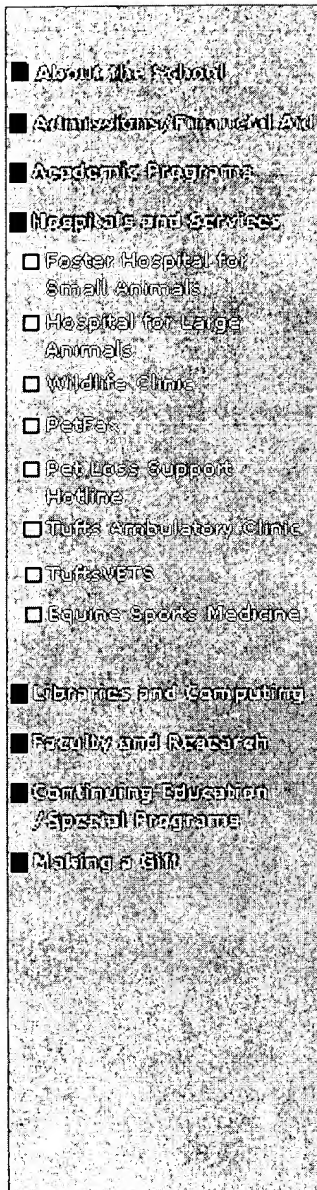 About the School
Admissions/Financial Aid
Academic Programs
Hospitals and Services
Foster Hospital for
Small Animals
Hospital for Large
Animals
Wildlife Clinic
PetFax
Pet Loss Support
Hotline
Tufts Ambulatory Clinic
TuftsVETS
Equine Sports Medicine
Libraries and Computing
Faculty and Research
Continuing Education
/Special Programs
Making a Gift